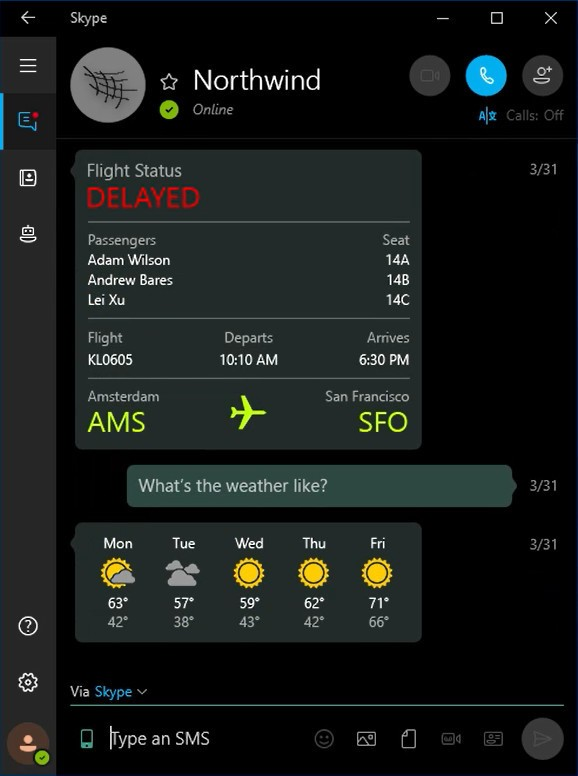 Skype
Northwind
Online
Calls: Off
Flight Status
3/31
DELAYED
Passengers Seat
Adam Wilson 14A
Andrew Bares 14B
Lei Xu 14C
Flight Departs Arrives
KL0605 10:10 AM 6:30 PM
Amsterdam San Francisco
AMS SFO
What's the weather like? 3/31
Mon Tue Wed Thu Fri 3/31
63° 57° 59° 62° 71°
42° 38° 43° 42° 66°
Via Skype
Type an SMS